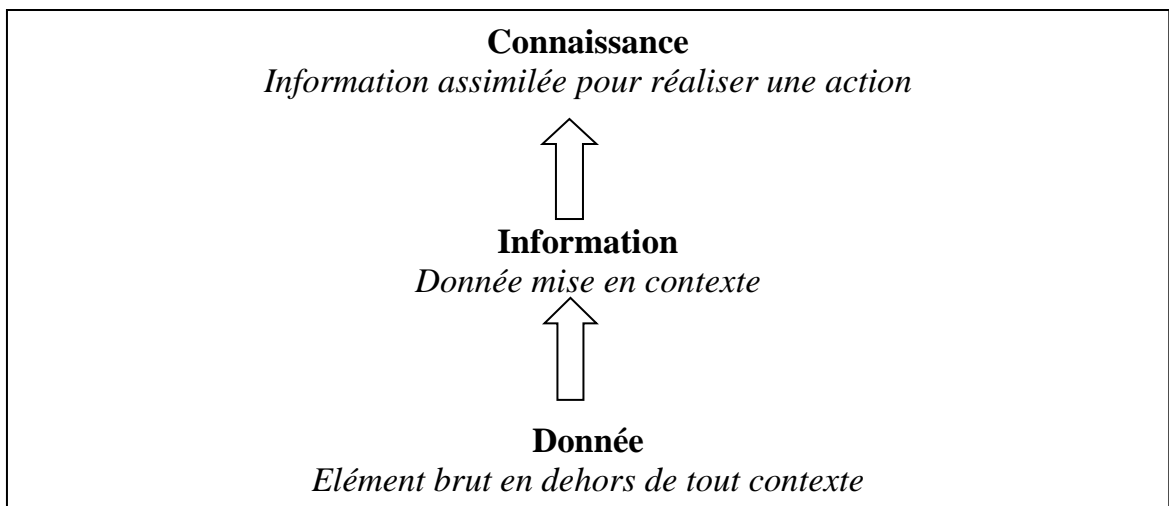 Connaissance
Information assimilée pour réaliser une action
Information
Donnée mise en contexte
Donnée
Elément brut en dehors de tout contexte